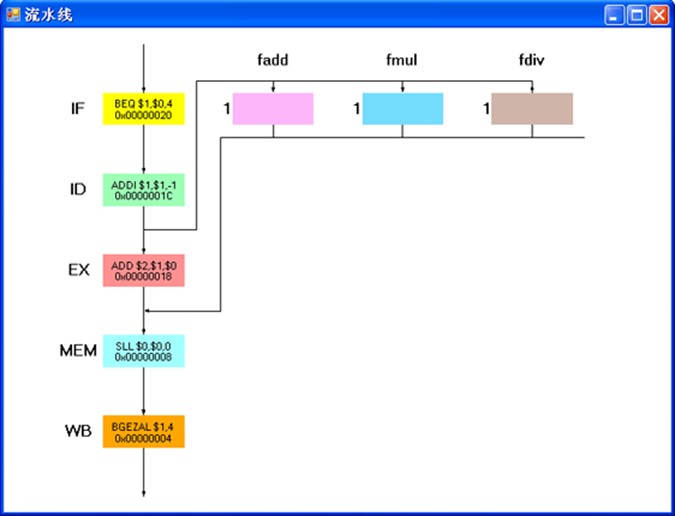 流水线
fadd fmul fdiv
IF BEQ $1,$0,4 1 1 1
0x00000020
ID ADDI $1,$1,-1
0x0000001C
EX ADD $2,$1,$0
0x00000018
MEM SLL $0,$0,0
0x00000008
WB BGEZAL $1,4
0x00000004